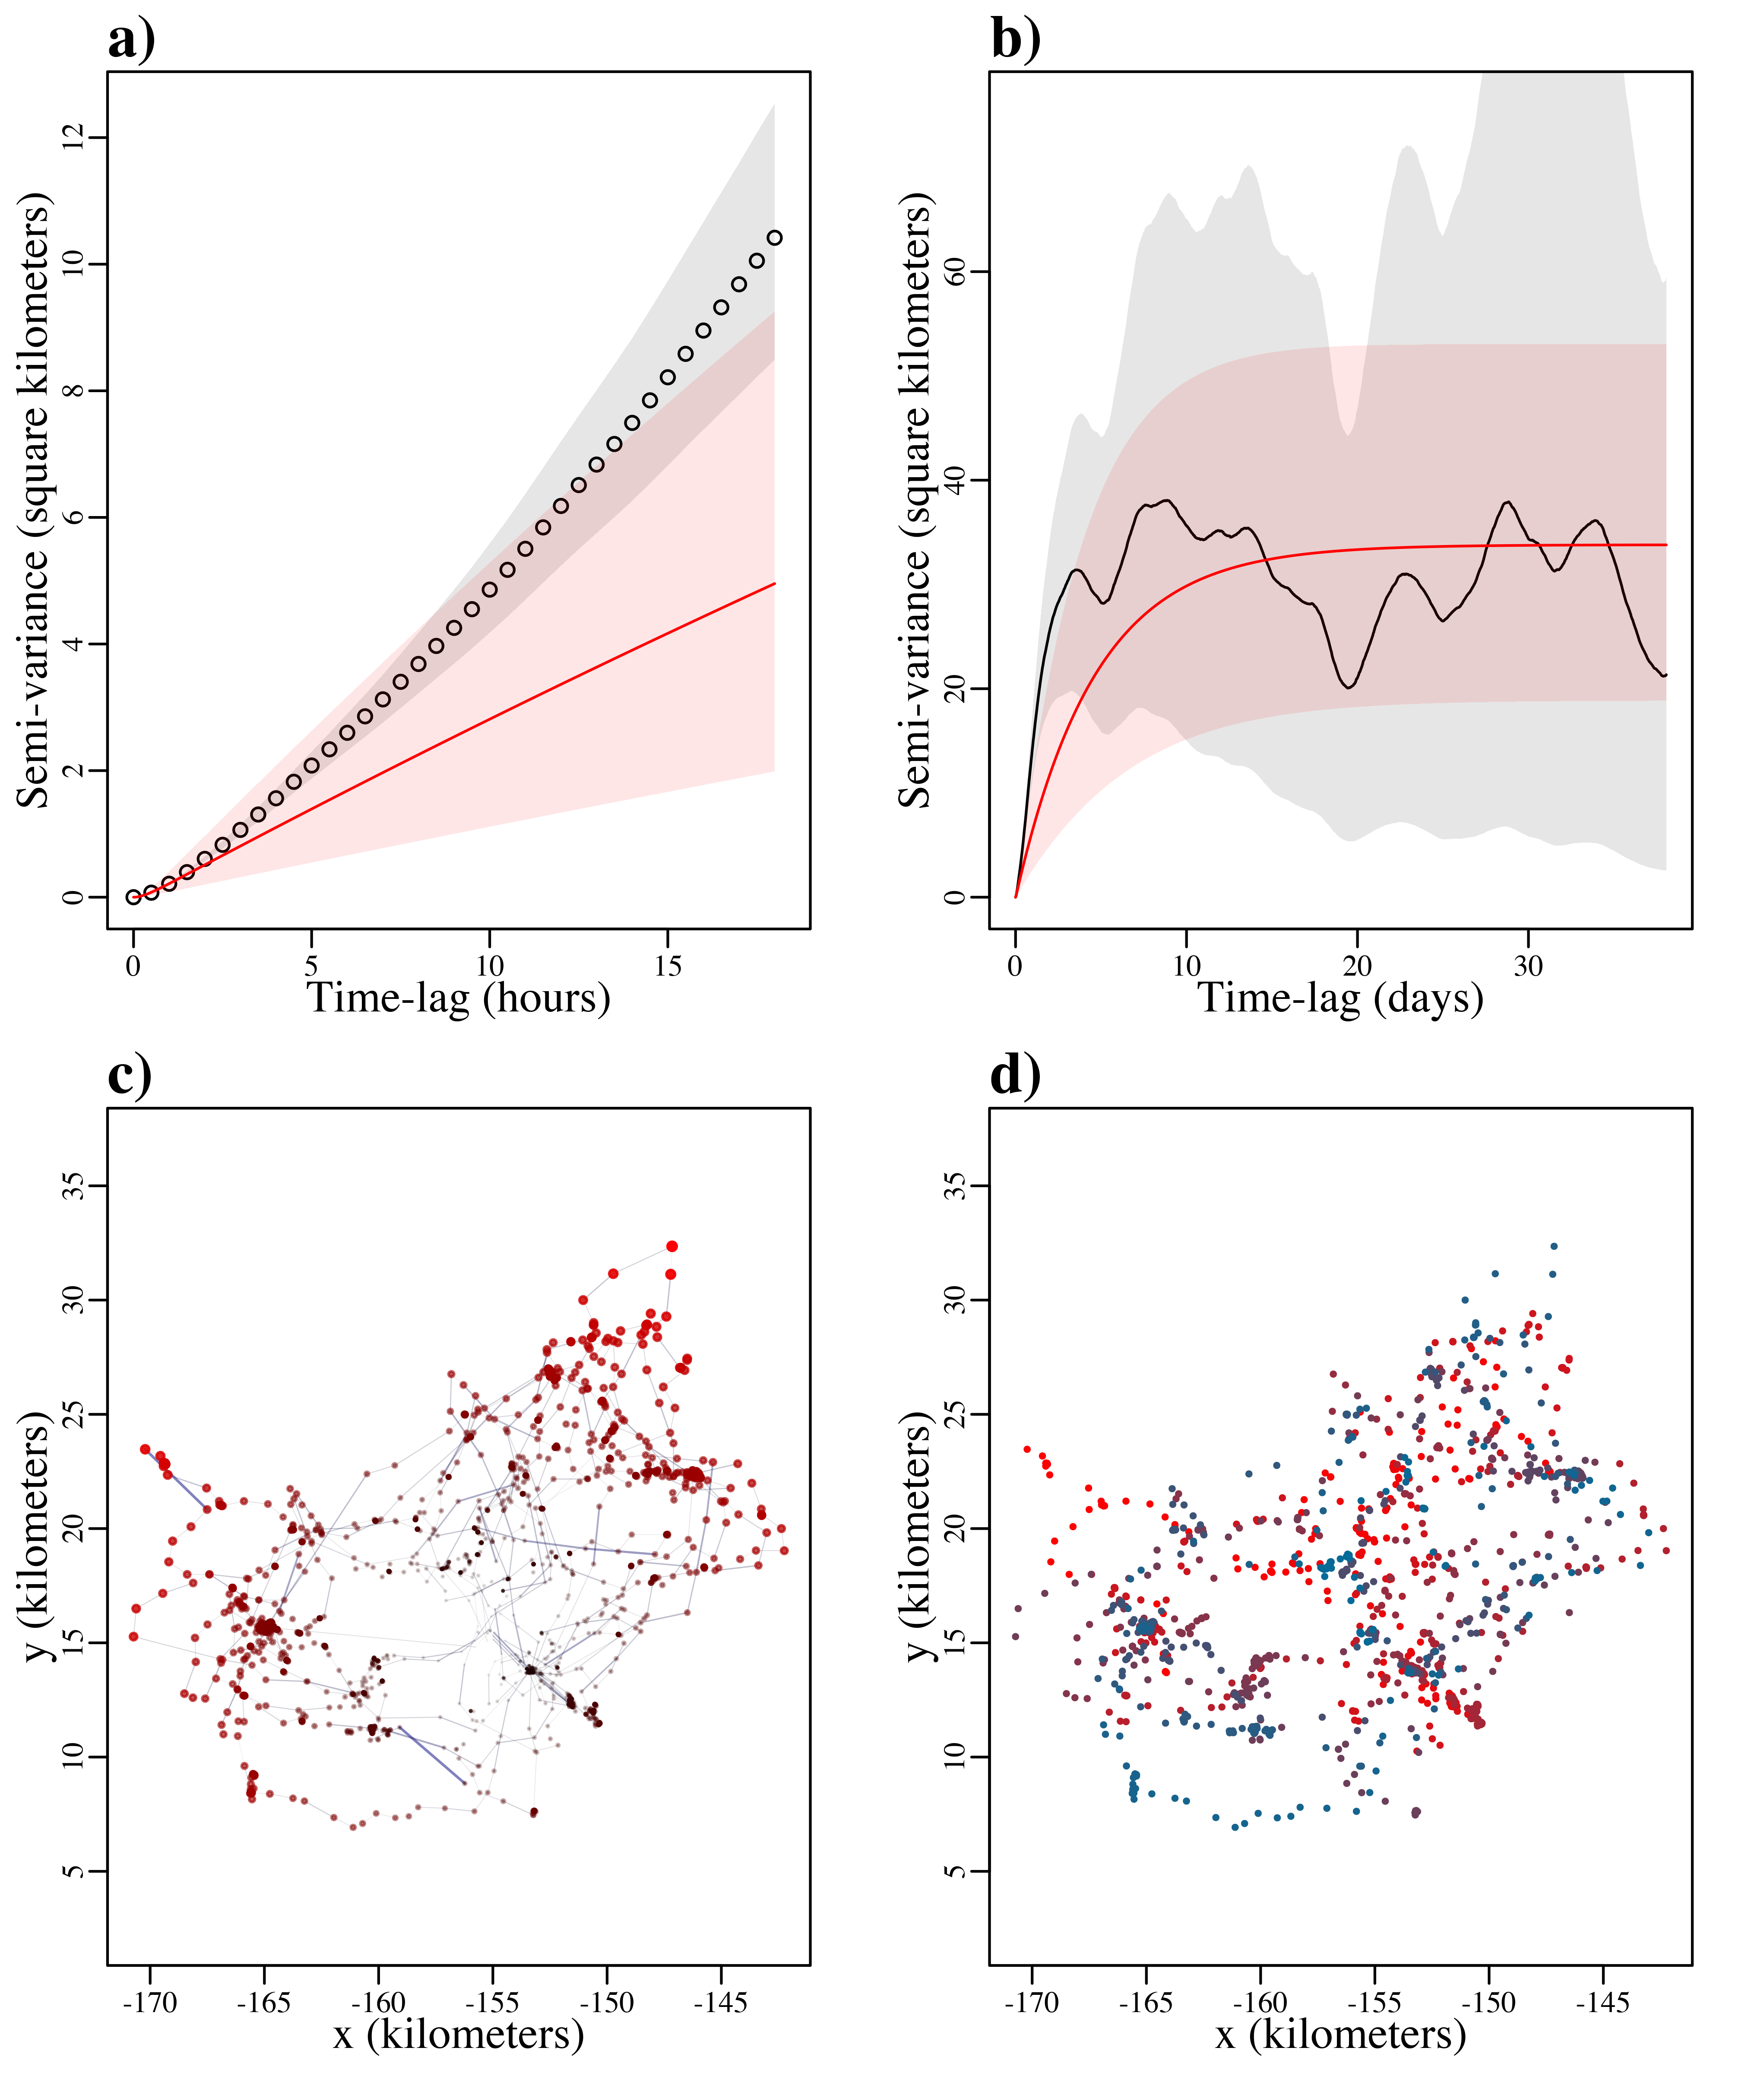 a)
Semi-variance (square kilometers)
12
10
8
6
4
2
0
0 5 10 15
Time-lag (hours)
b)
Semi-variance (square kilometers)
60
40
20
0
0 10 20 30
Time-lag (days)
c)
y (kilometers)
35
30
25
20
15
10
5
-170 -165 -160 -155 -150 -145
x (kilometers)
d)
y (kilometers)
35
30
25
20
15
10
5
-170 -165 -160 -155 -150 -145
x (kilometers)